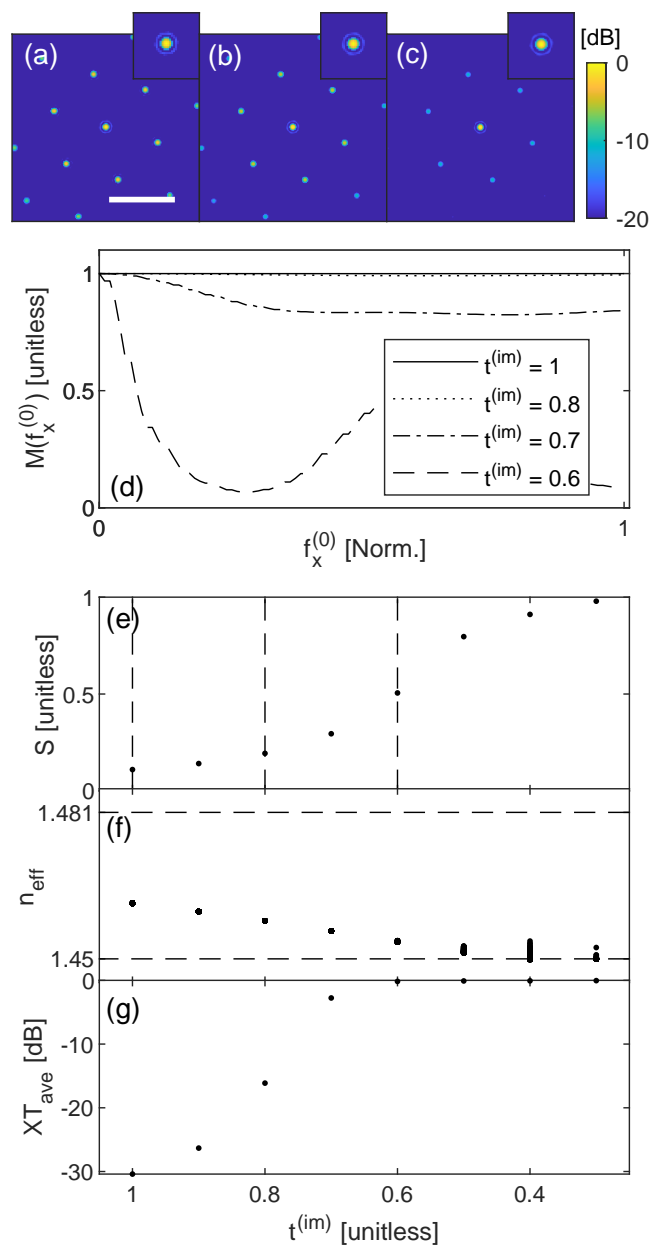 (a) (b) (c) [dB]
0
-10
-20
1
0.5
0
M(f_x^(0)) [unitless]
(d)
t^(im) = 1
t^(im) = 0.8
t^(im) = 0.7
t^(im) = 0.6
0 1
f_x^(0) [Norm.]
1
0.5
0
S [unitless]
(e)
1.481
1.45
n_eff
(f)
0
-10
-20
-30
XT_ave [dB]
(g)
1 0.8 0.6 0.4
t^(im) [unitless]